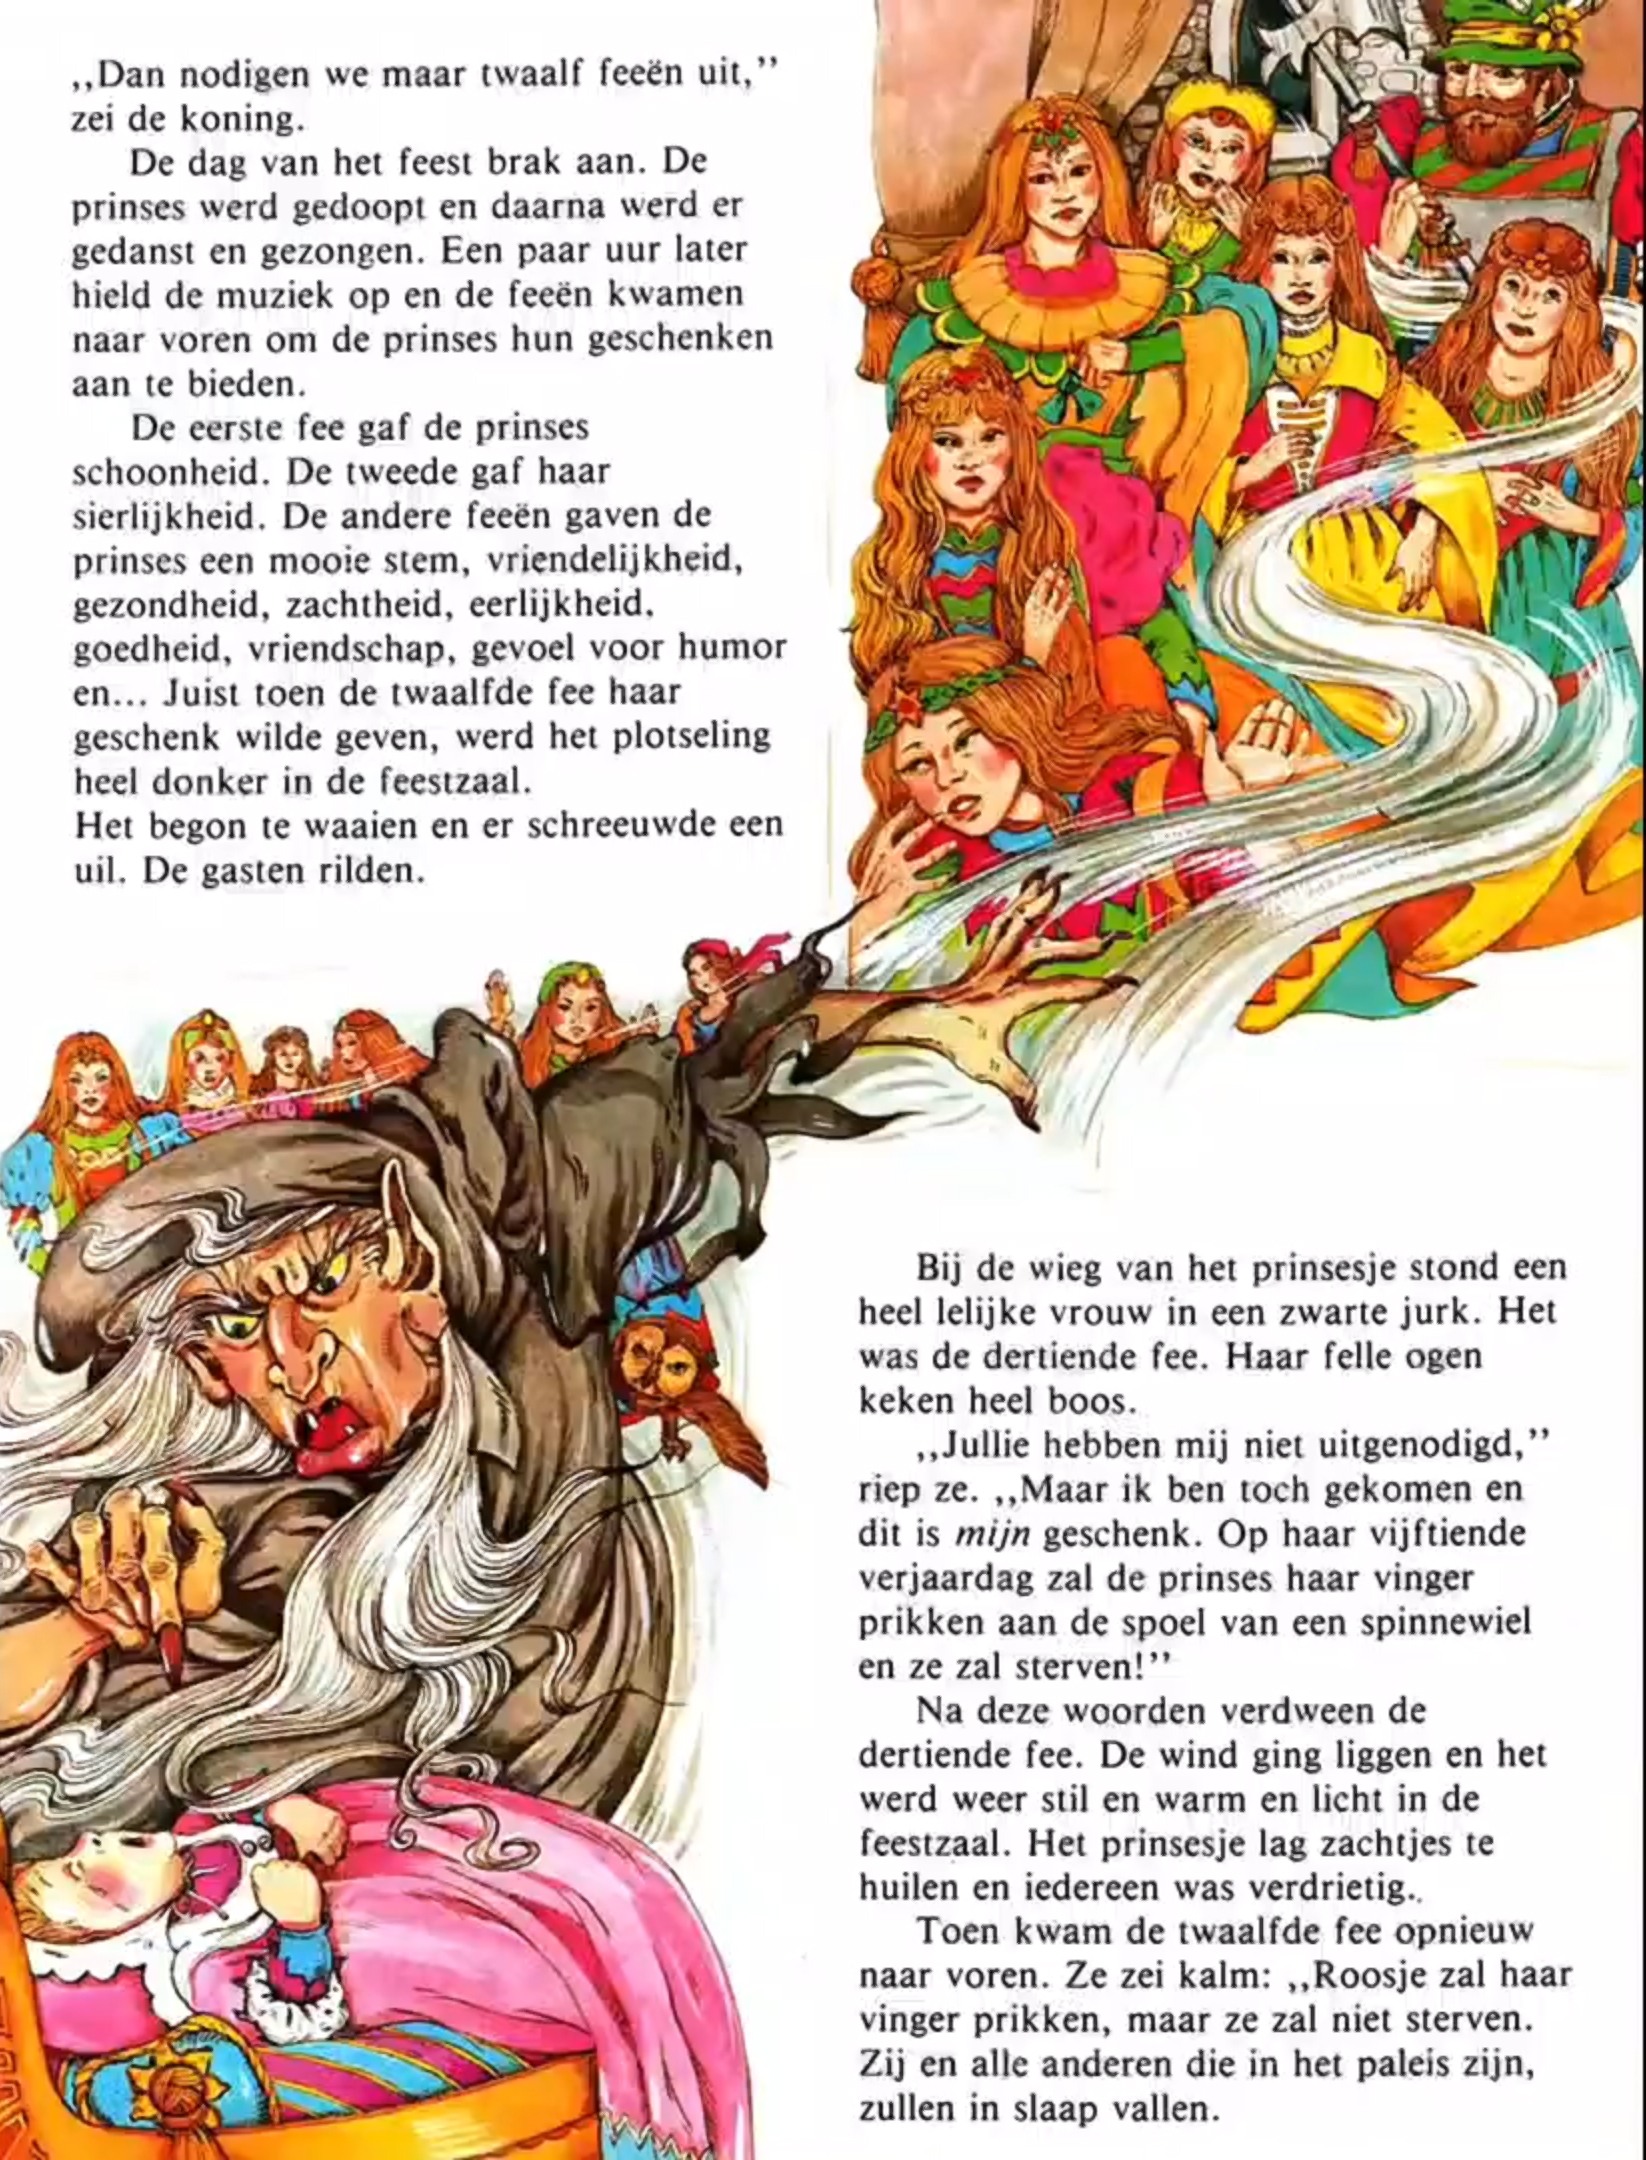 ,,Dan nodigen we maar twaalf feeën uit,''
zei de koning.
De dag van het feest brak aan. De
prinses werd gedoopt en daarna werd er
gedanst en gezongen. Een paar uur later
hield de muziek op en de feeën kwamen
naar voren om de prinses hun geschenken
aan te bieden.
De eerste fee gaf de prinses
schoonheid. De tweede gaf haar
sierlijkheid. De andere feeën gaven de
prinses een mooie stem, vriendelijkheid,
gezondheid, zachtheid, eerlijkheid,
goedheid, vriendschap, gevoel voor humor
en... Juist toen de twaalfde fee haar
geschenk wilde geven, werd het plotseling
heel donker in de feestzaal.
Het begon te waaien en er schreeuwde een
uil. De gasten rilden.
Bij de wieg van het prinsesje stond een
heel lelijke vrouw in een zwarte jurk. Het
was de dertiende fee. Haar felle ogen
keken heel boos.
,,Jullie hebben mij niet uitgenodigd,''
riep ze. ,,Maar ik ben toch gekomen en
dit is mijn geschenk. Op haar vijftiende
verjaardag zal de prinses haar vinger
prikken aan de spoel van een spinnewiel
en ze zal sterven!''
Na deze woorden verdween de
dertiende fee. De wind ging liggen en het
werd weer stil en warm en licht in de
feestzaal. Het prinsesje lag zachtjes te
huilen en iedereen was verdrietig.
Toen kwam de twaalfde fee opnieuw
naar voren. Ze zei kalm: ,,Roosje zal haar
vinger prikken, maar ze zal niet sterven.
Zij en alle anderen die in het paleis zijn,
zullen in slaap vallen.